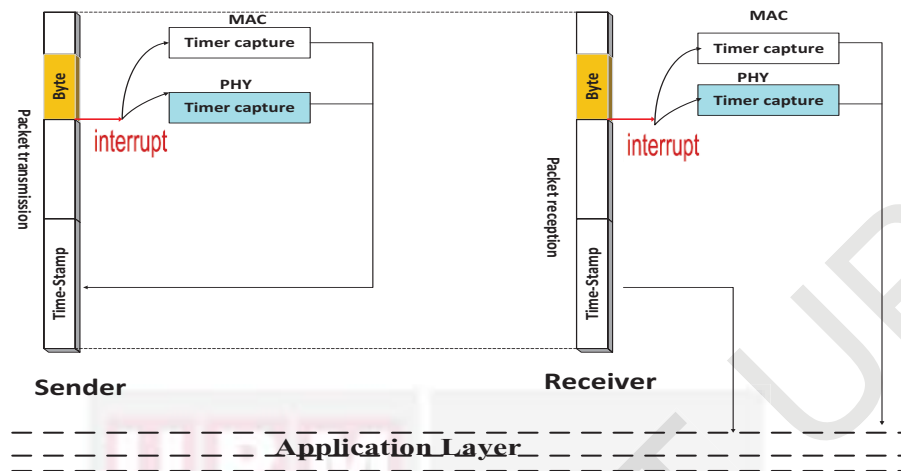 MAC
Timer capture
PHY
Timer capture
Byte
interrupt
Packet transmission
Time-Stamp
Sender
MAC
Timer capture
PHY
Timer capture
Byte
interrupt
Packet reception
Time-Stamp
Receiver
Application Layer